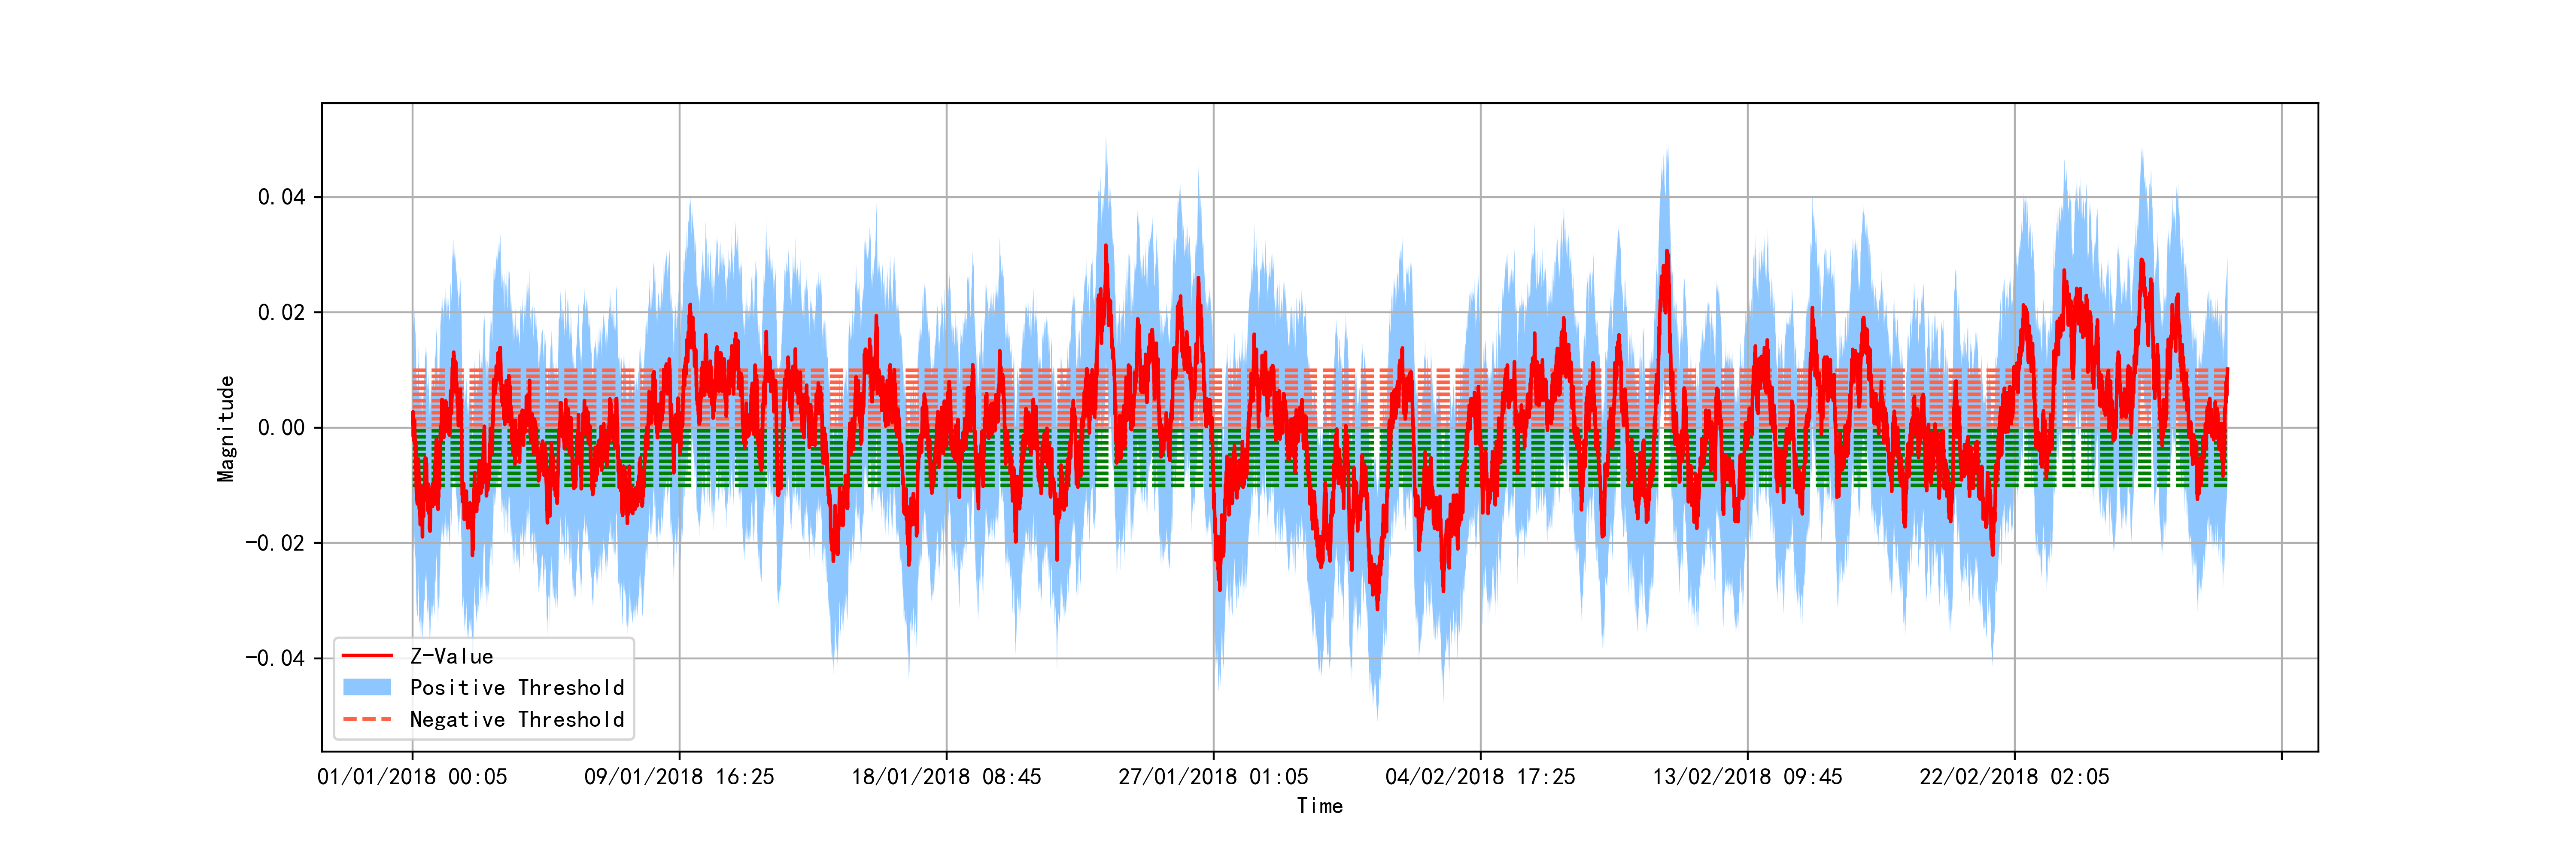 0.04
0.02
0.00
-0.02
-0.04
Magnitude
Z-Value
Positive Threshold
Negative Threshold
01/01/2018 00:05
09/01/2018 16:25
18/01/2018 08:45
27/01/2018 01:05
04/02/2018 17:25
13/02/2018 09:45
22/02/2018 02:05
Time